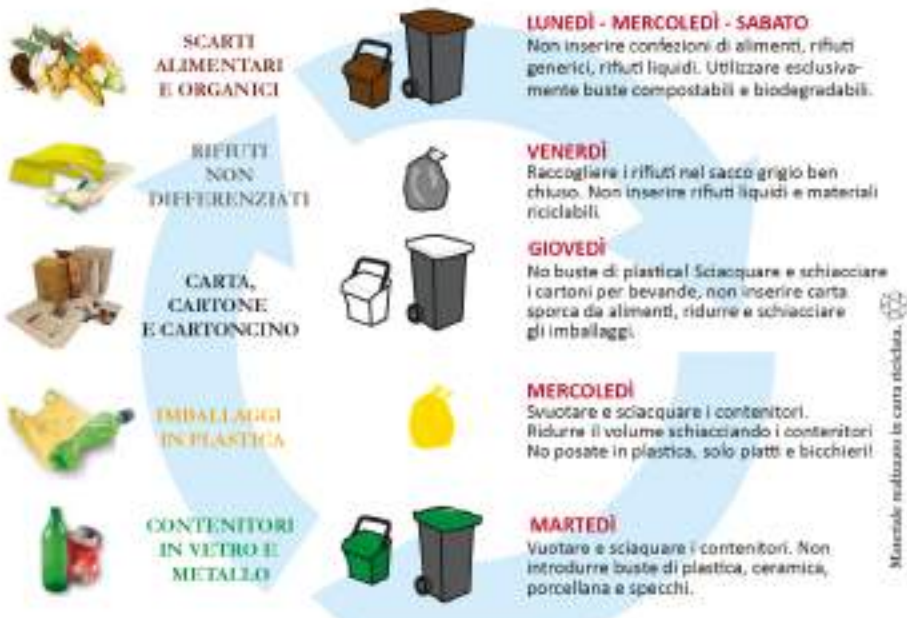 SCARTI
ALIMENTARI
E ORGANICI
LUNEDÌ - MERCOLEDÌ - SABATO
Non inserire confezioni di alimenti, rifiuti
generici, rifiuti liquidi. Utilizzare esclusiva-
mente buste compostabili e biodegradabili.
RIFIUTI
NON
DIFFERENZIATI
VENERDÌ
Raccogliere i rifiuti nel sacco grigio ben
chiuso. Non inserire rifiuti liquidi e materiali
riciclabili.
CARTA,
CARTONE
E CARTONCINO
GIOVEDÌ
No buste di plastica! Sciacquare e schiacciare
i cartoni per bevande, non inserire carta
sporca da alimenti, ridurre e schiacciare
gli imballaggi.
IMBALLAGGI
IN PLASTICA
MERCOLEDÌ
Svuotare e sciacquare i contenitori.
Ridurre il volume schiacciando i contenitori
No posate in plastica, solo piatti e bicchieri!
CONTENITORI
IN VETRO E
METALLO
MARTEDÌ
Vuotare e sciaquare i contenitori. Non
introdurre buste di plastica, ceramica,
porcellana e specchi.
Materiale realizzato in carta riciclata.